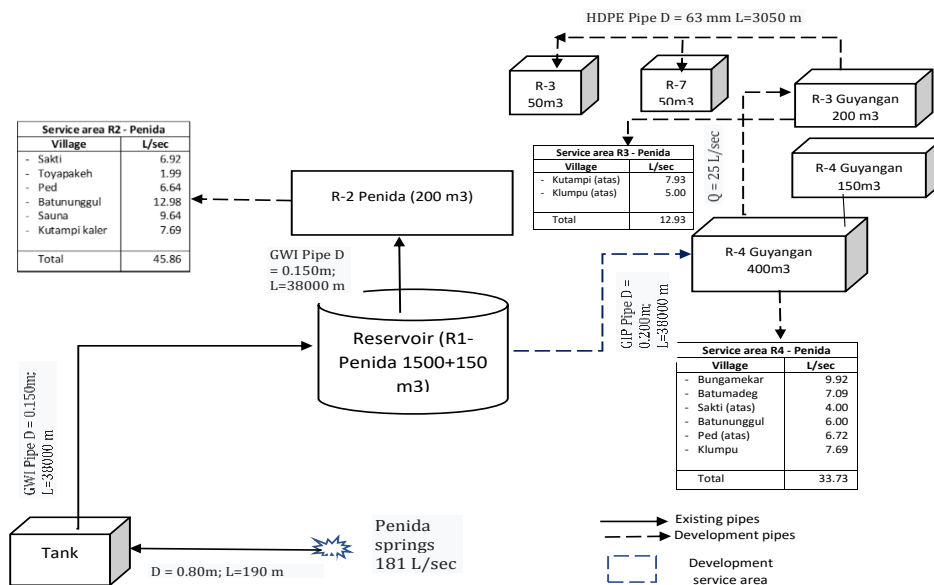 HDPE Pipe D = 63 mm L=3050 m
R-3
50m3
R-7
50m3
R-3 Guyangan
200 m3
Service area R2 - Penida
Village L/sec
- Sakti 6.92
- Toyapakeh 1.99
- Ped 6.64
- Batununggul 12.98
- Sauna 9.64
- Kutampi kaler 7.69
Total 45.86
R-2 Penida (200 m3)
Service area R3 - Penida
Village L/sec
- Kutampi (atas) 7.93
- Klumpu (atas) 5.00
Total 12.93
Q = 25 L/sec
R-4 Guyangan
150m3
R-4 Guyangan
400m3
GWI Pipe D
= 0.150m;
L=38000 m
Reservoir (R1-
Penida 1500+150
m3)
GIP Pipe D =
0.200m;
L=38000 m
Service area R4 - Penida
Village L/sec
- Bungamekar 9.92
- Batumadeg 7.09
- Sakti (atas) 4.00
- Batununggul 6.00
- Ped (atas) 6.72
- Klumpu 7.69
Total 33.73
GWI Pipe D = 0.150m;
L=38000 m
Tank
Penida
springs
181 L/sec
D = 0.80m; L=190 m
Existing pipes
Development pipes
Development
service area